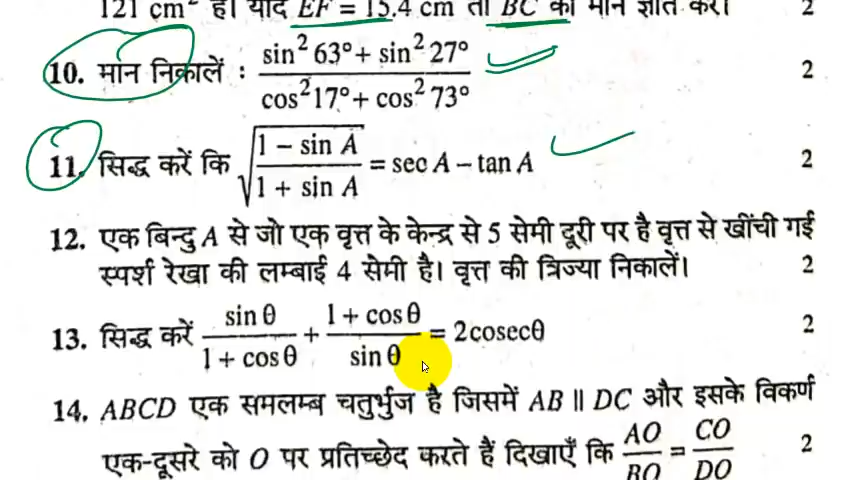 121 cm² है। यदि EF = 15.4 cm तो BC का मान ज्ञात करें। 2
10. मान निकालें : (sin² 63° + sin² 27°) / (cos² 17° + cos² 73°) 2
11. सिद्ध करें कि √((1 − sin A) / (1 + sin A)) = sec A − tan A 2
12. एक बिन्दु A से जो एक वृत्त के केन्द्र से 5 सेमी दूरी पर है वृत्त से खींची गई
स्पर्श रेखा की लम्बाई 4 सेमी है। वृत्त की त्रिज्या निकालें। 2
13. सिद्ध करें sin θ / (1 + cos θ) + (1 + cos θ) / sin θ = 2cosecθ 2
14. ABCD एक समलम्ब चतुर्भुज है जिसमें AB || DC और इसके विकर्ण
एक-दूसरे को O पर प्रतिच्छेद करते हैं दिखाएँ कि AO/BO = CO/DO 2